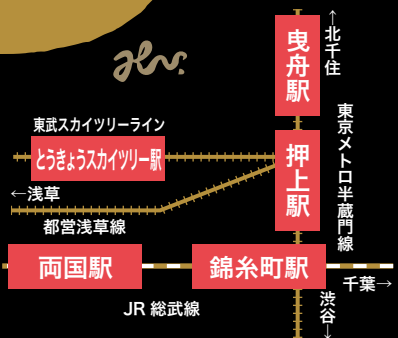 ←北千住
曳舟駅
東武スカイツリーライン
とうきょうスカイツリー駅
押上駅
東京メトロ半蔵門線
←浅草
都営浅草線
両国駅
錦糸町駅
千葉→
JR 総武線
渋谷→